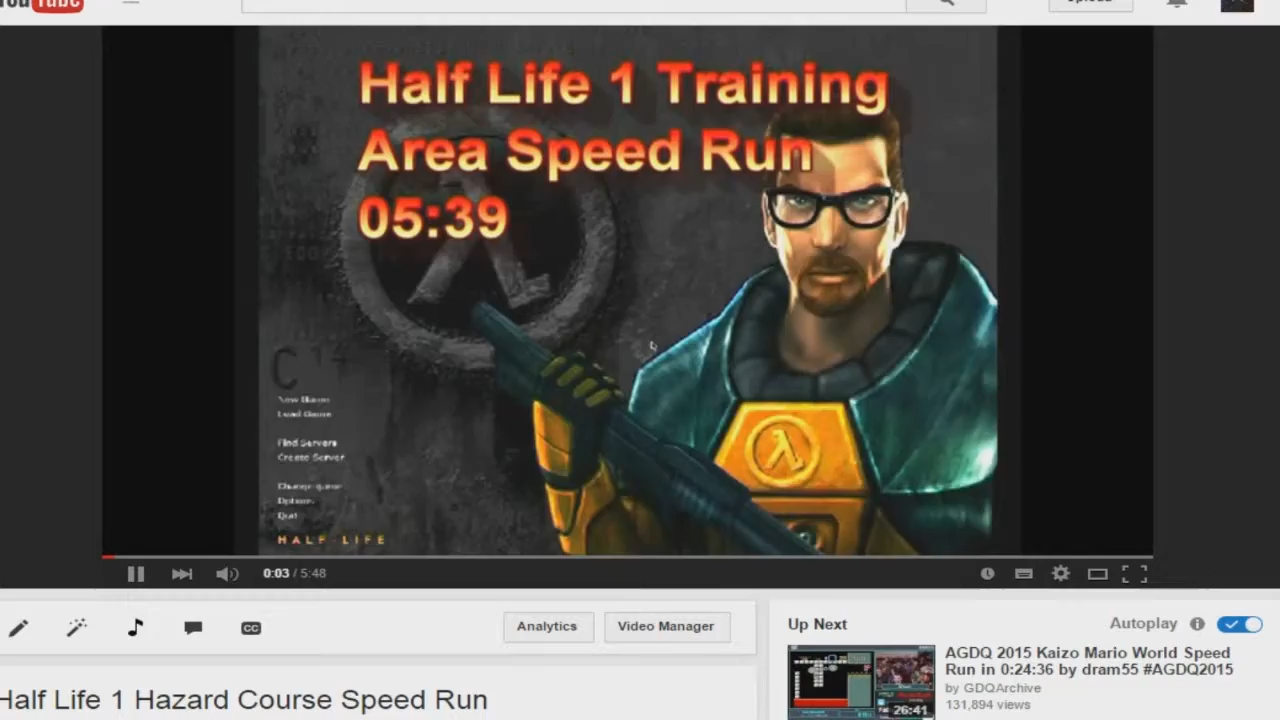 YouTube
Upload
Half Life 1 Training
Area Speed Run
05:39
New Game
Load Game
Find Servers
Create Server
Change game
Options
Quit
HALF-LIFE
0:03 / 5:48
CC
Analytics
Video Manager
Up Next
Autoplay
AGDQ 2015 Kaizo Mario World Speed
Run in 0:24:36 by dram55 #AGDQ2015
by GDQArchive
131,894 views
26:41
Half Life 1 Hazard Course Speed Run